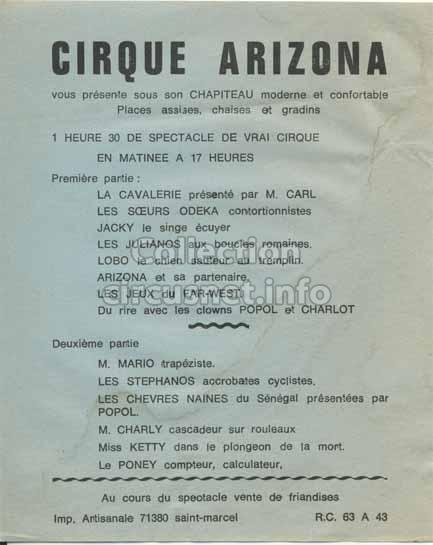 CIRQUE ARIZONA
vous présente sous son CHAPITEAU moderne et confortable
Places assises, chaises et gradins
1 HEURE 30 DE SPECTACLE DE VRAI CIRQUE
EN MATINEE A 17 HEURES
Première partie :
LA CAVALERIE présenté par M. CARL
LES SŒURS ODEKA contortionnistes
JACKY le singe écuyer
LES JULIANOS aux boucles romaines.
LOBO le chien sauteur au tremplin.
ARIZONA et sa partenaire.
LES JEUX du FAR-WEST.
Du rire avec les clowns POPOL et CHARLOT
Collection
circusnet.info
Deuxième partie
M. MARIO trapéziste.
LES STEPHANOS accrobates cyclistes.
LES CHEVRES NAINES du Sénégal présentées par
POPOL.
M. CHARLY cascadeur sur rouleaux
Miss KETTY dans le plongeon de la mort.
Le PONEY compteur, calculateur,
Au cours du spectacle vente de friandises
Imp. Artisanale 71380 saint-marcel R.C. 63 A 43